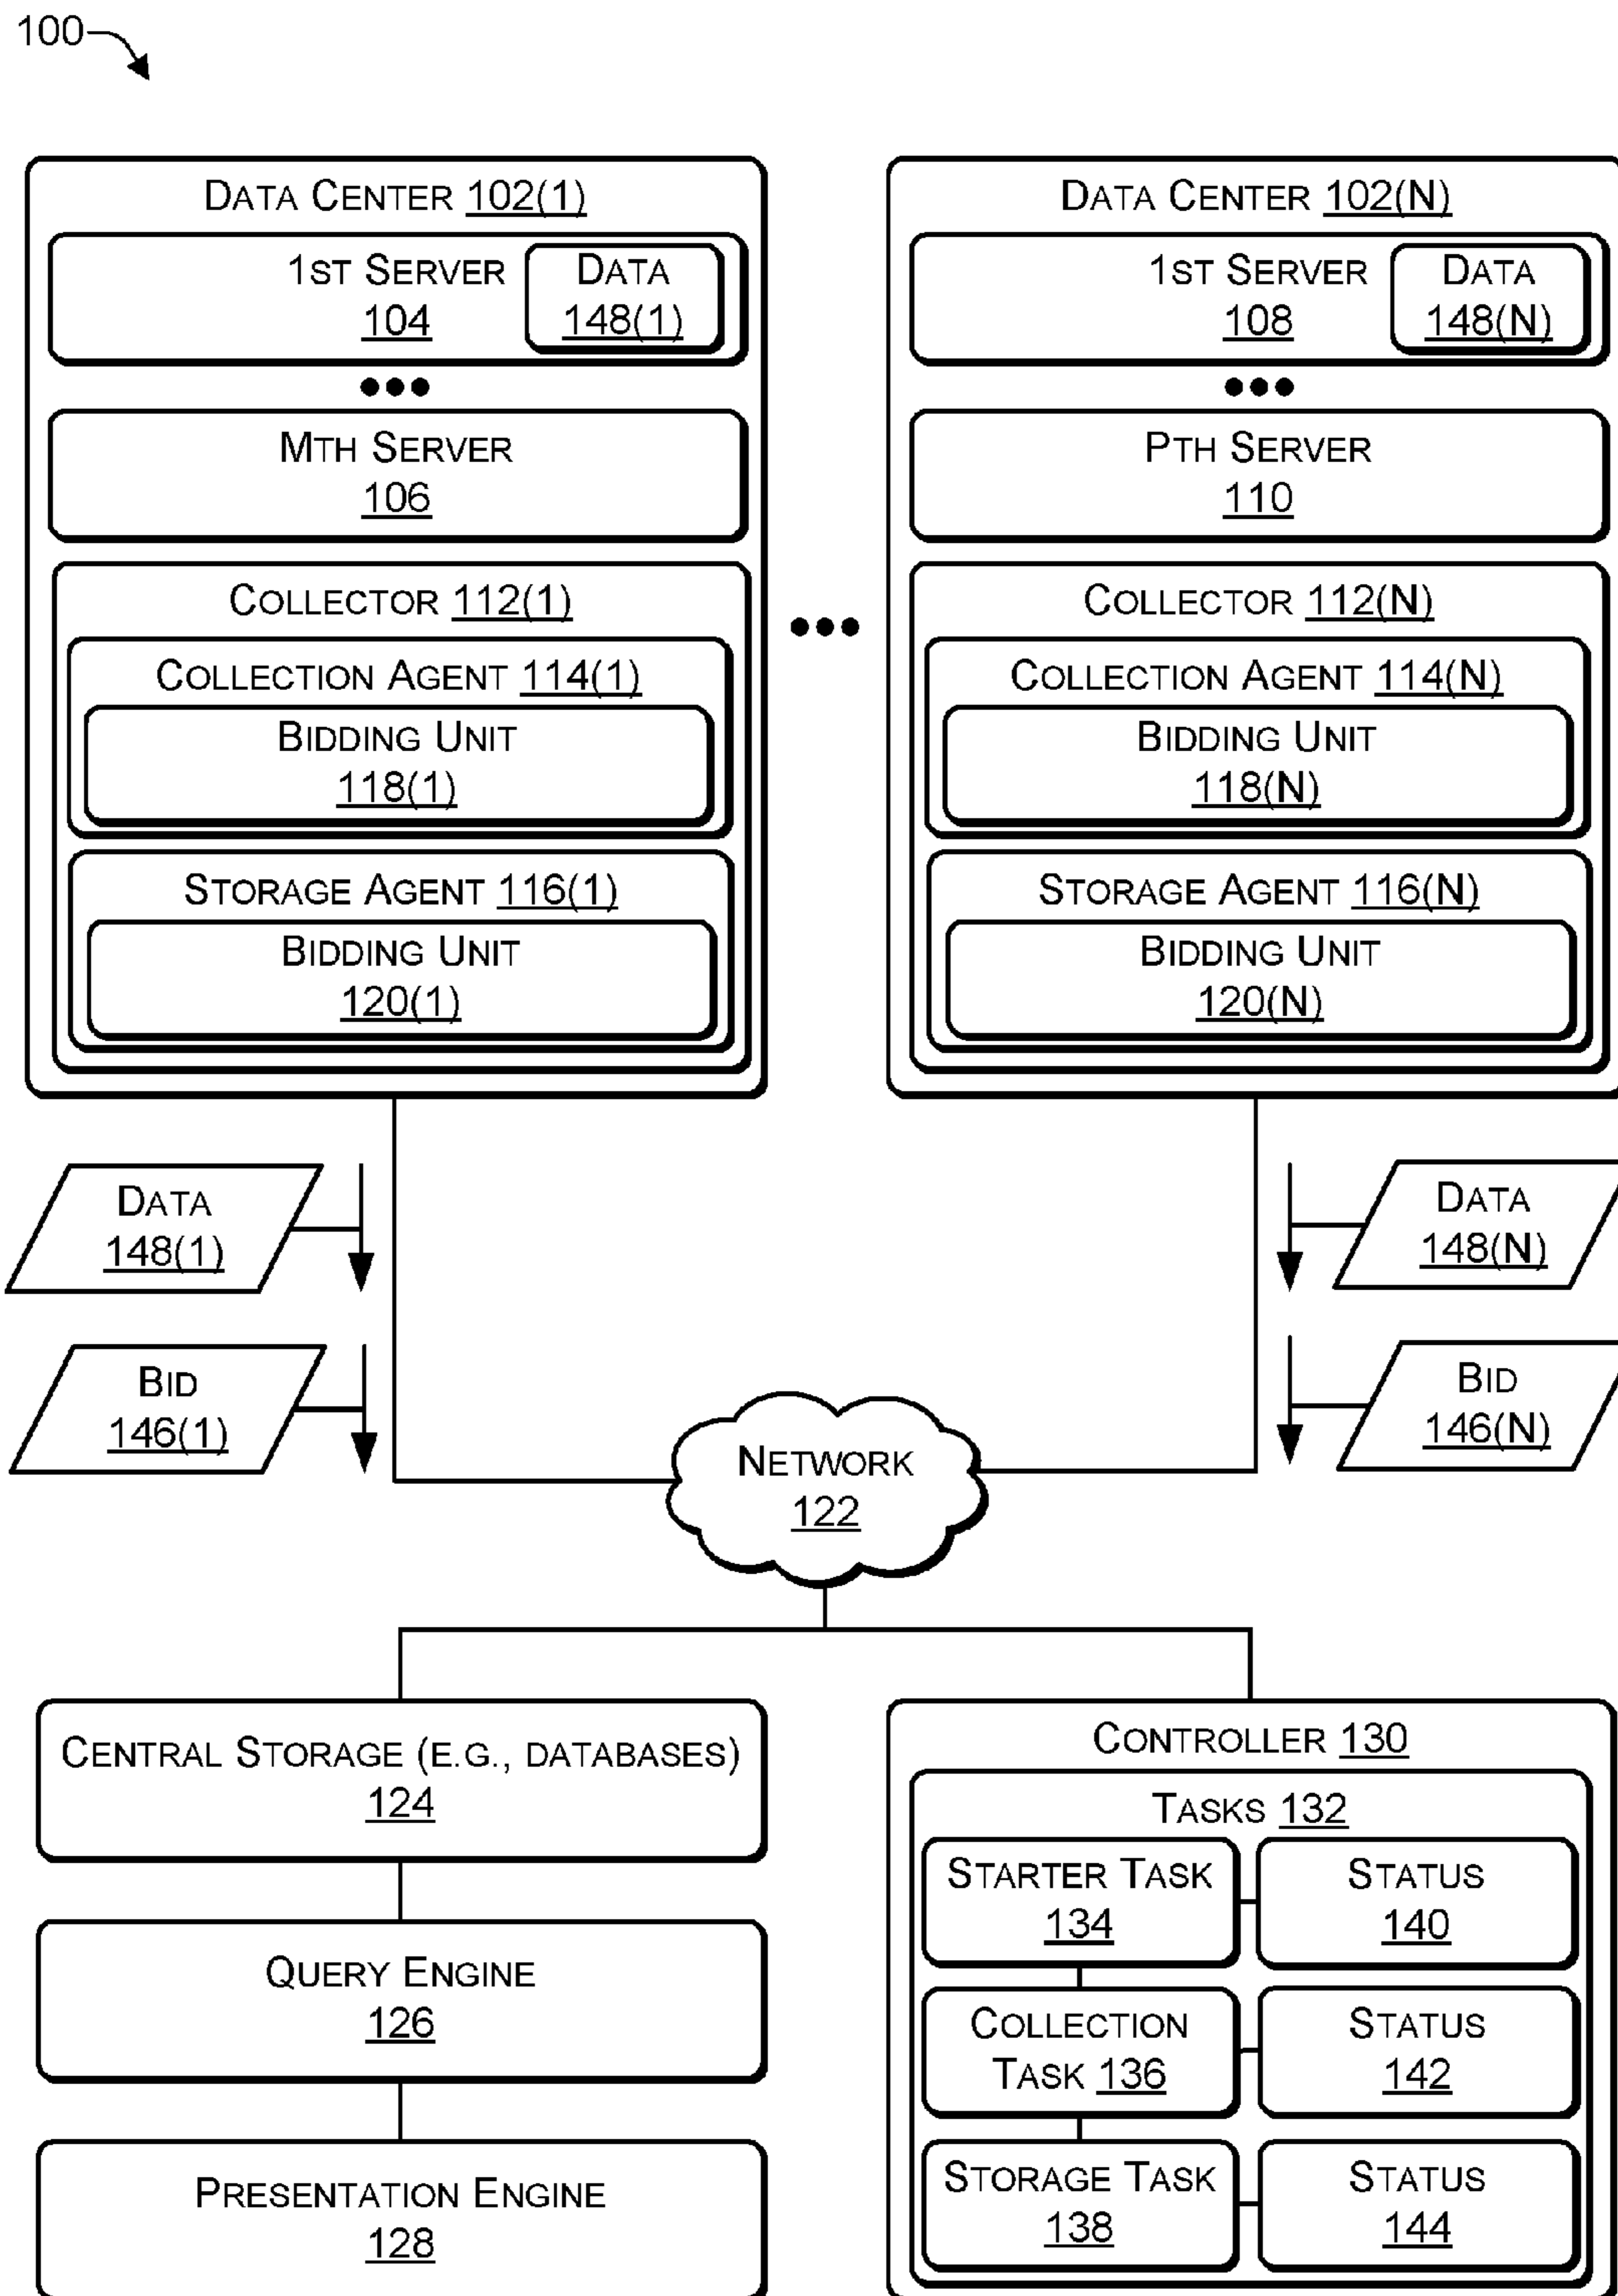 100
DATA CENTER 102(1)
1ST SERVER
104
DATA
148(1)
MTH SERVER
106
COLLECTOR 112(1)
COLLECTION AGENT 114(1)
BIDDING UNIT
118(1)
STORAGE AGENT 116(1)
BIDDING UNIT
120(1)
DATA CENTER 102(N)
1ST SERVER
108
DATA
148(N)
PTH SERVER
110
COLLECTOR 112(N)
COLLECTION AGENT 114(N)
BIDDING UNIT
118(N)
STORAGE AGENT 116(N)
BIDDING UNIT
120(N)
DATA
148(1)
BID
146(1)
DATA
148(N)
BID
146(N)
NETWORK
122
CENTRAL STORAGE (E.G., DATABASES)
124
QUERY ENGINE
126
PRESENTATION ENGINE
128
CONTROLLER 130
TASKS 132
STARTER TASK
134
STATUS
140
COLLECTION
TASK 136
STATUS
142
STORAGE TASK
138
STATUS
144